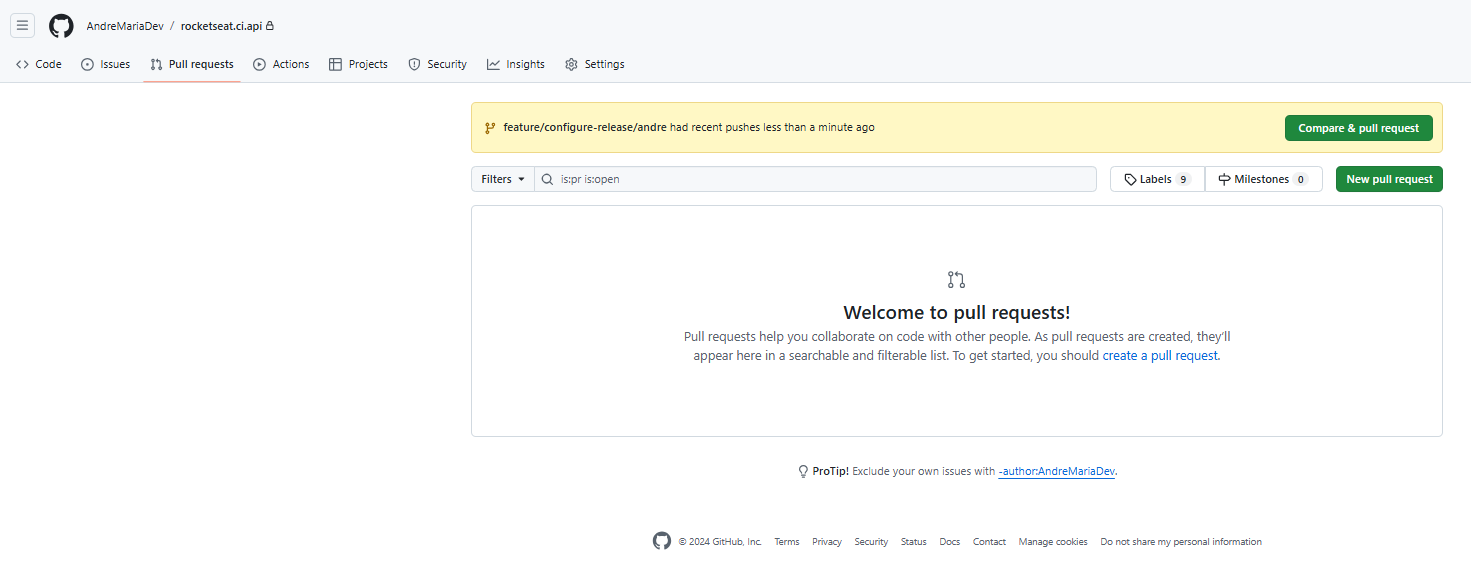 AndreMariaDev / rocketseat.ci.api
Code Issues Pull requests Actions Projects Security Insights Settings
feature/configure-release/andre had recent pushes less than a minute ago Compare & pull request
Filters is:pr is:open Labels 9 Milestones 0 New pull request
Welcome to pull requests!
Pull requests help you collaborate on code with other people. As pull requests are created, they'll
appear here in a searchable and filterable list. To get started, you should create a pull request.
ProTip! Exclude your own issues with -author:AndreMariaDev.
© 2024 GitHub, Inc. Terms Privacy Security Status Docs Contact Manage cookies Do not share my personal information